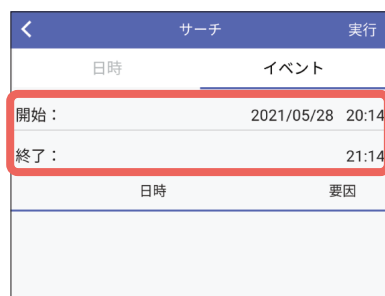 サーチ 実行
日時 イベント
開始： 2021/05/28 20:14
終了： 21:14
日時 要因